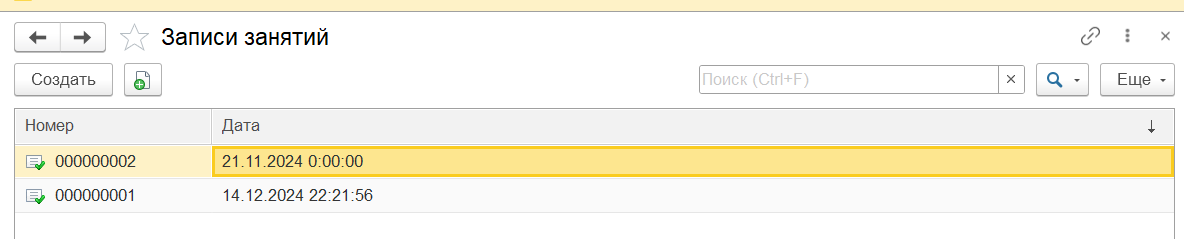 Записи занятий
Создать
Поиск (Ctrl+F)
Еще
Номер Дата
000000002 21.11.2024 0:00:00
000000001 14.12.2024 22:21:56